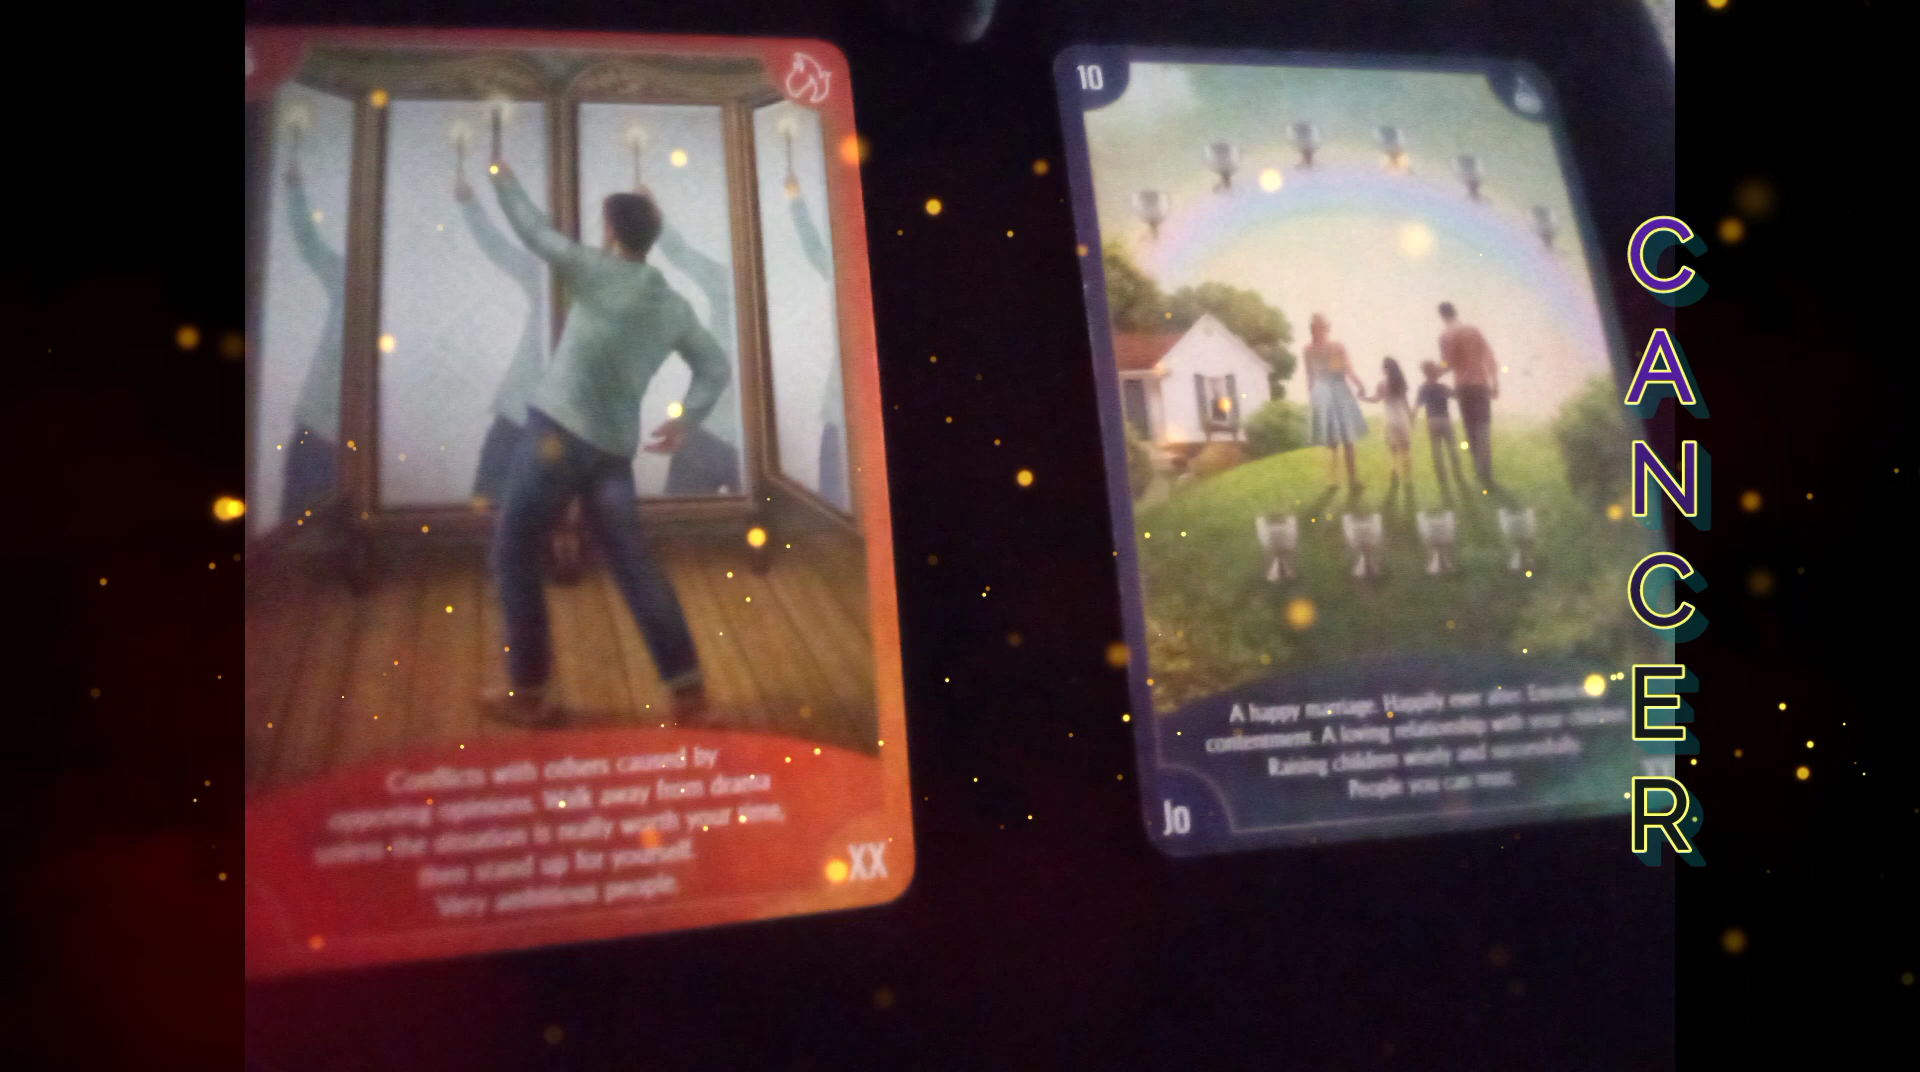 Conflicts with others caused by
opposing opinions. Walk away from drama
unless the situation is really worth your time,
then stand up for yourself.
Very ambitious people.
XX
10
A happy marriage. Happily ever after.
contentment. A loving relationship with your children
Raising children wisely and successfully.
People you can trust.
Jo
CANCER